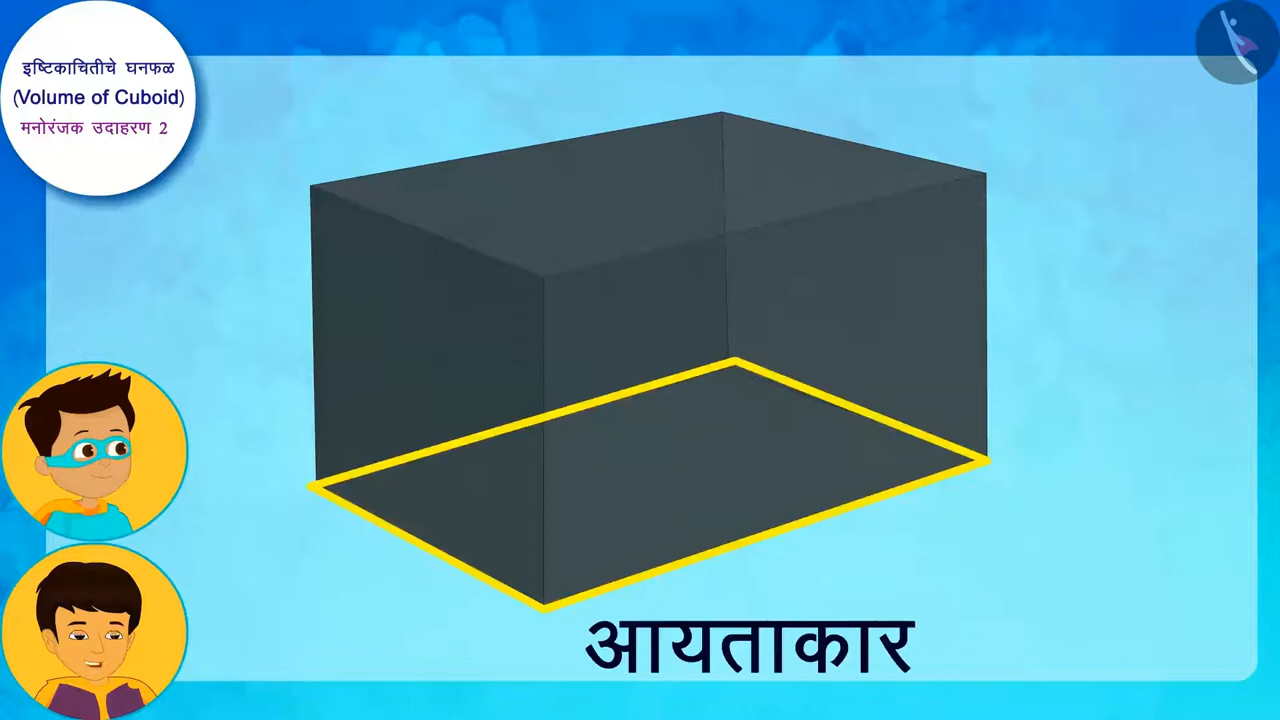 इष्टिकाचितीचे घनफळ
(Volume of Cuboid)
मनोरंजक उदाहरण 2
आयताकार